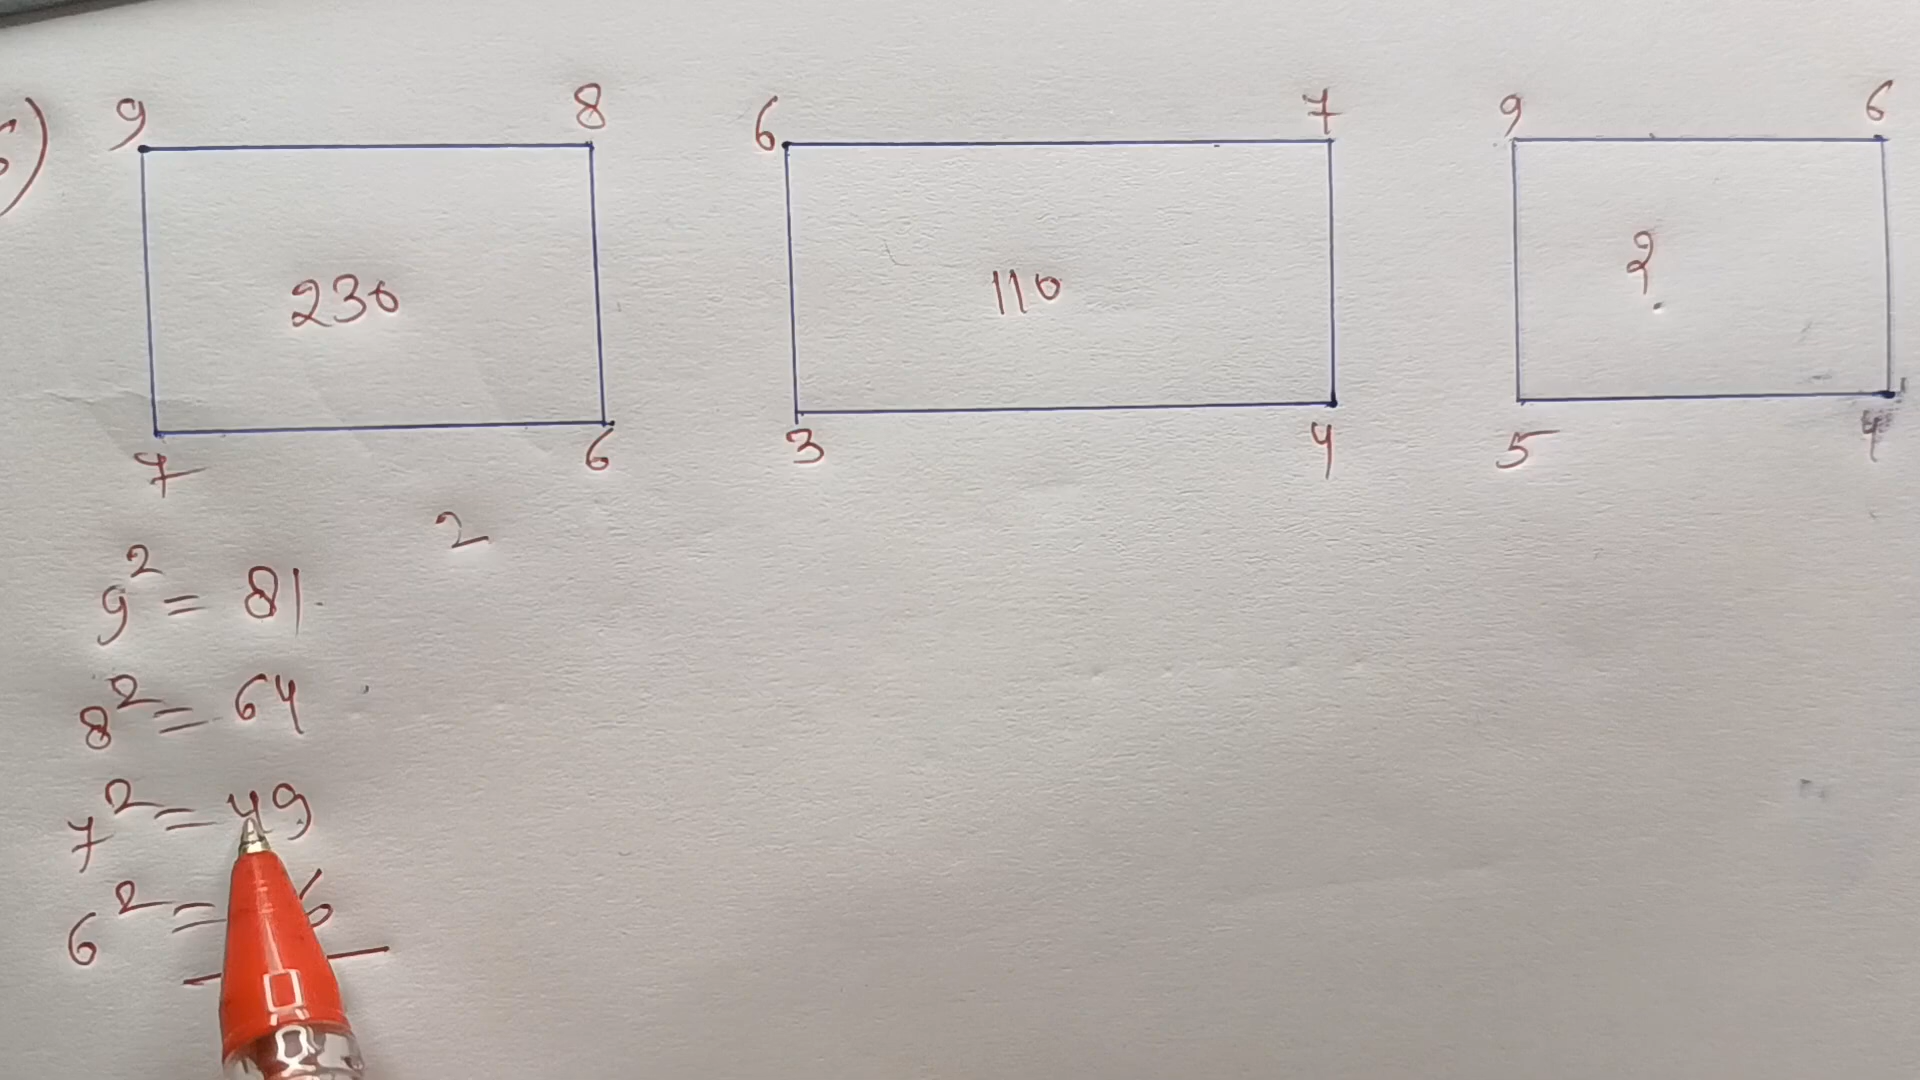 9 8 6 7 9 6
230 110 ?
7 6 3 4 5 4
2
9² = 81
8² = 64
7² = 49
6² = 6